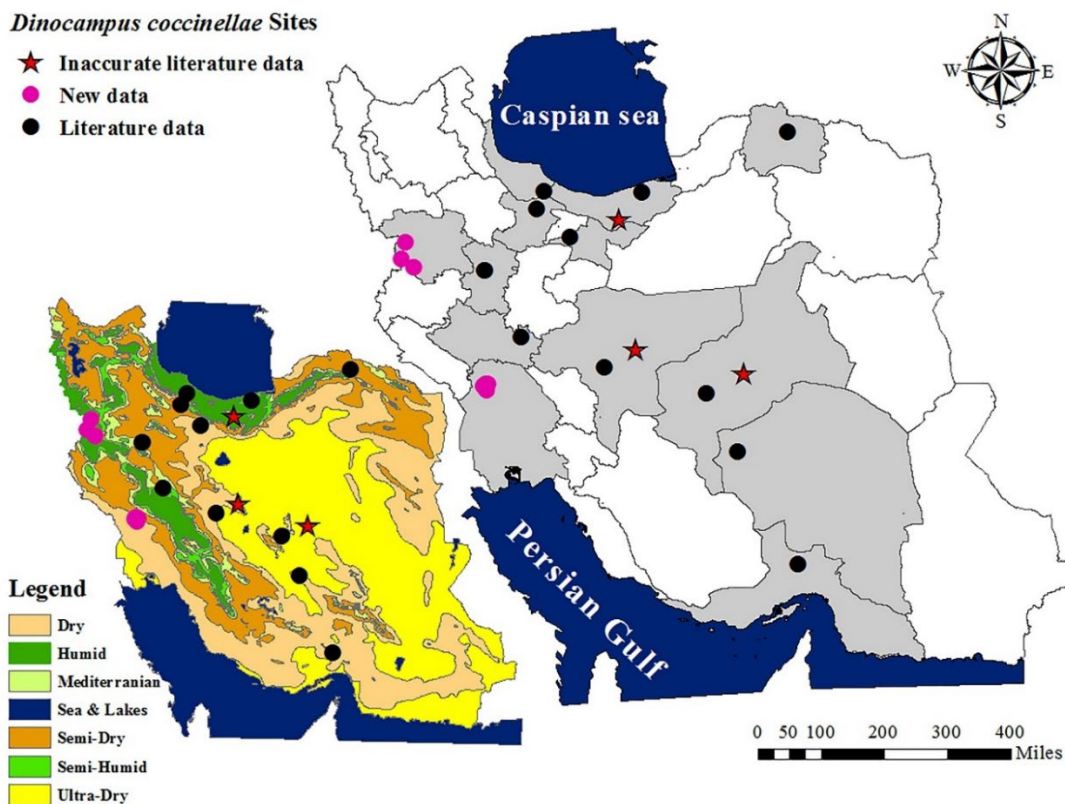 Dinocampus coccinellae Sites
Inaccurate literature data
New data
Literature data
N
W E
S
Caspian sea
Persian Gulf
Legend
Dry
Humid
Mediterranian
Sea & Lakes
Semi-Dry
Semi-Humid
Ultra-Dry
0 50 100 200 300 400
Miles